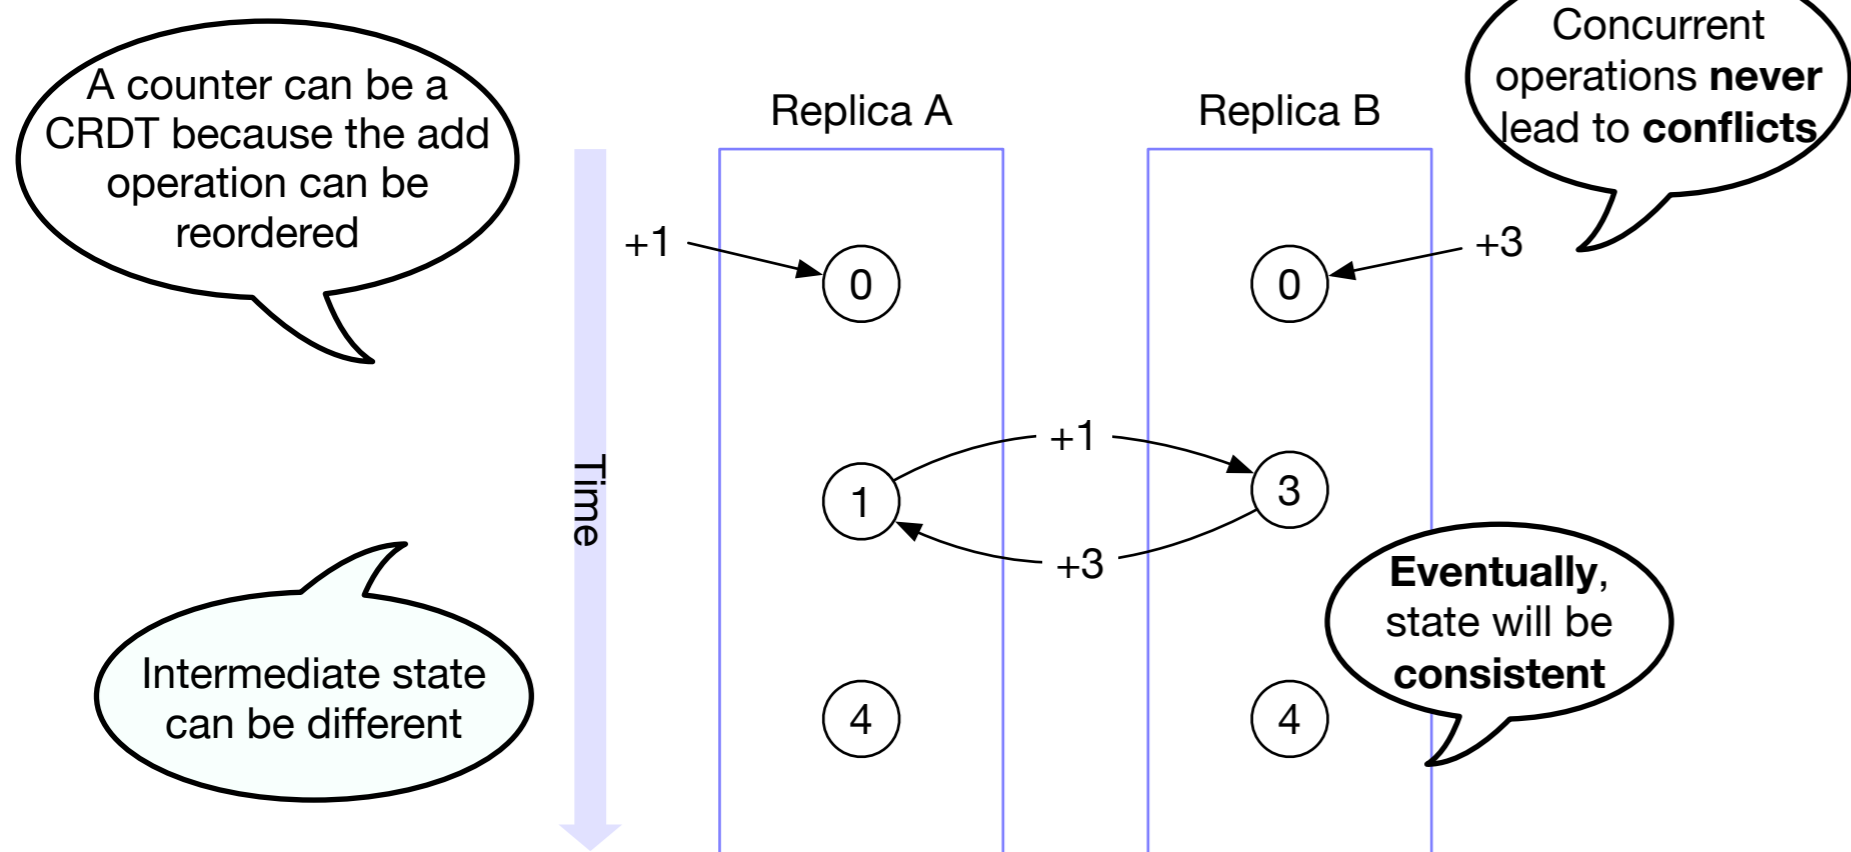 A counter can be a
CRDT because the add
operation can be
reordered
Concurrent
operations never
lead to conflicts
Replica A
Replica B
+1
0
0
+3
Time
+1
1
3
+3
Eventually,
state will be
consistent
Intermediate state
can be different
4
4